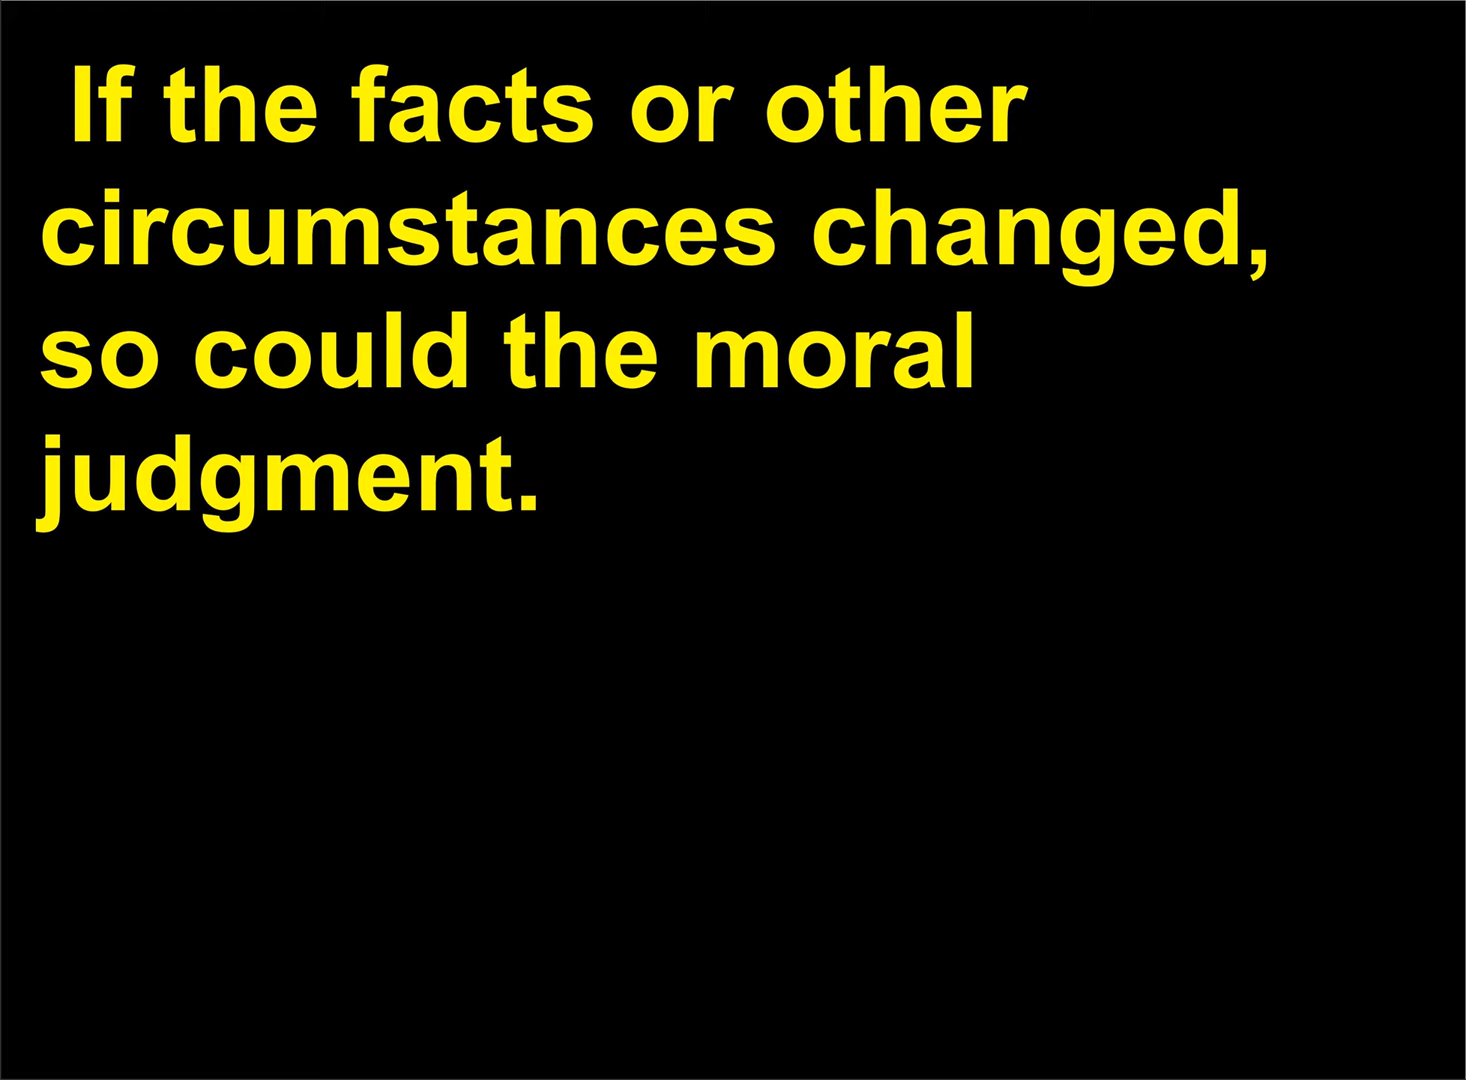 If the facts or other
circumstances changed,
so could the moral
judgment.